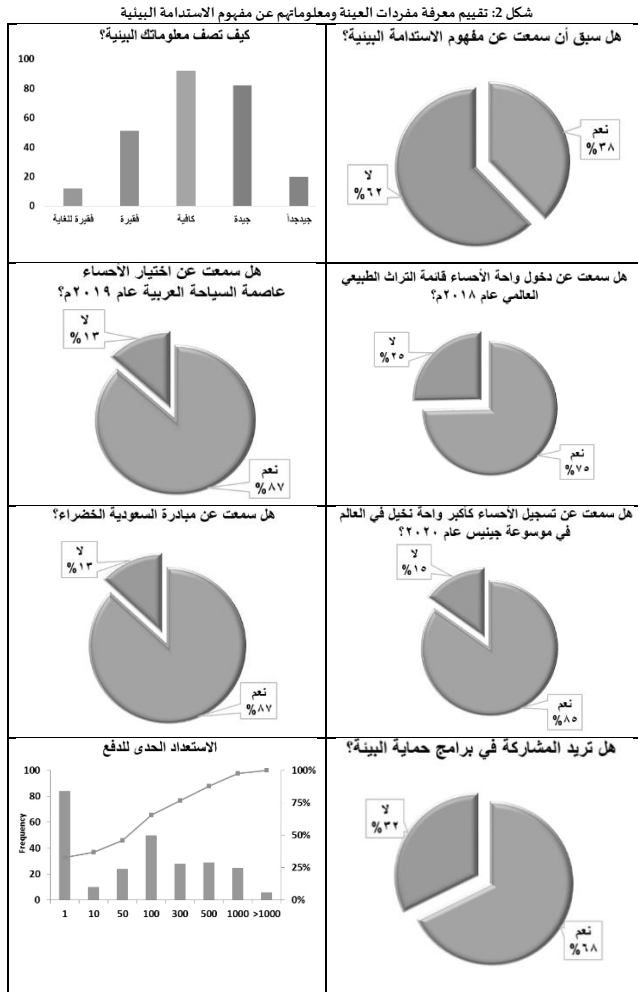 شكل 2: تقييم معرفة مفردات العينة ومعلوماتهم عن مفهوم الاستدامة البيئية
هل سبق أن سمعت عن مفهوم الاستدامة البيئية؟
نعم
%٣٨
لا
%٦٢
كيف تصف معلوماتك البيئية؟
100
80
60
40
20
0
فقيرة للغاية
فقيرة
كافية
جيدة
جيدجداً
هل سمعت عن دخول واحة الأحساء قائمة التراث الطبيعي
العالمي عام ٢٠١٨م؟
لا
%٢٥
نعم
%٧٥
هل سمعت عن اختيار الأحساء
عاصمة السياحة العربية عام ٢٠١٩م؟
لا
%١٣
نعم
%٨٧
هل سمعت عن تسجيل الأحساء كأكبر واحة نخيل في العالم
في موسوعة جينيس عام ٢٠٢٠؟
لا
%١٥
نعم
%٨٥
هل سمعت عن مبادرة السعودية الخضراء؟
لا
%١٣
نعم
%٨٧
هل تريد المشاركة في برامج حماية البيئة؟
لا
%٣٢
نعم
%٦٨
الاستعداد الحدى للدفع
Frequency
100
80
60
40
20
0
100%
75%
50%
25%
0%
1 10 50 100 300 500 1000 >1000